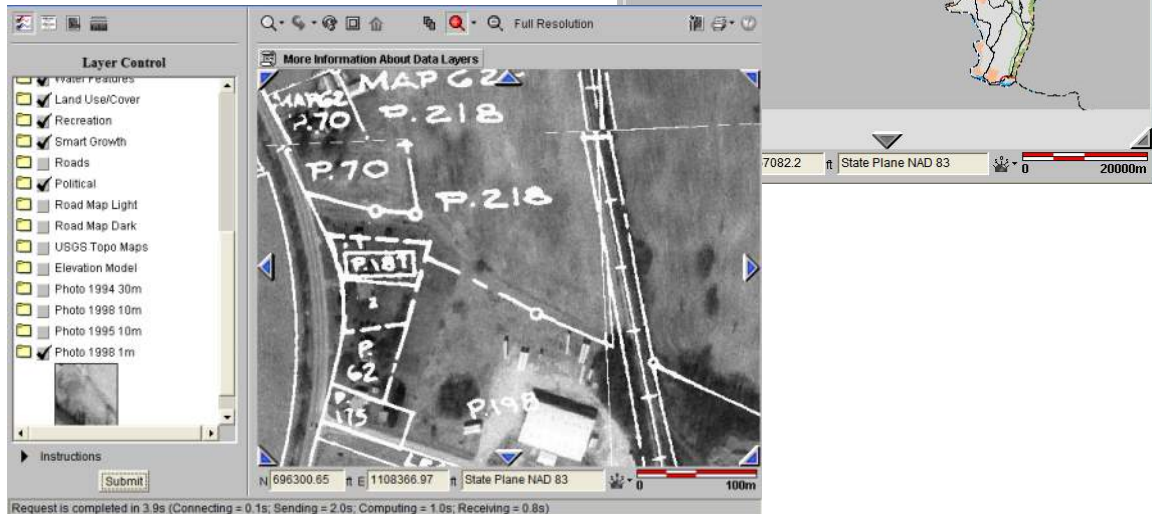 Full Resolution
Layer Control
More Information About Data Layers
Water Features
Land Use/Cover
Recreation
Smart Growth
Roads
Political
Road Map Light
Road Map Dark
USGS Topo Maps
Elevation Model
Photo 1994 30m
Photo 1998 10m
Photo 1995 10m
Photo 1998 1m
Instructions
Submit
MAP 62
MAP 62
P.70
P.218
P.70
P.218
P.187
P.
62
P.
175
P.198
N 696300.65 ft E 1108366.97 ft State Plane NAD 83
0 100m
Request is completed in 3.9s (Connecting = 0.1s; Sending = 2.0s; Computing = 1.0s; Receiving = 0.8s)
7082.2 ft State Plane NAD 83
0 20000m